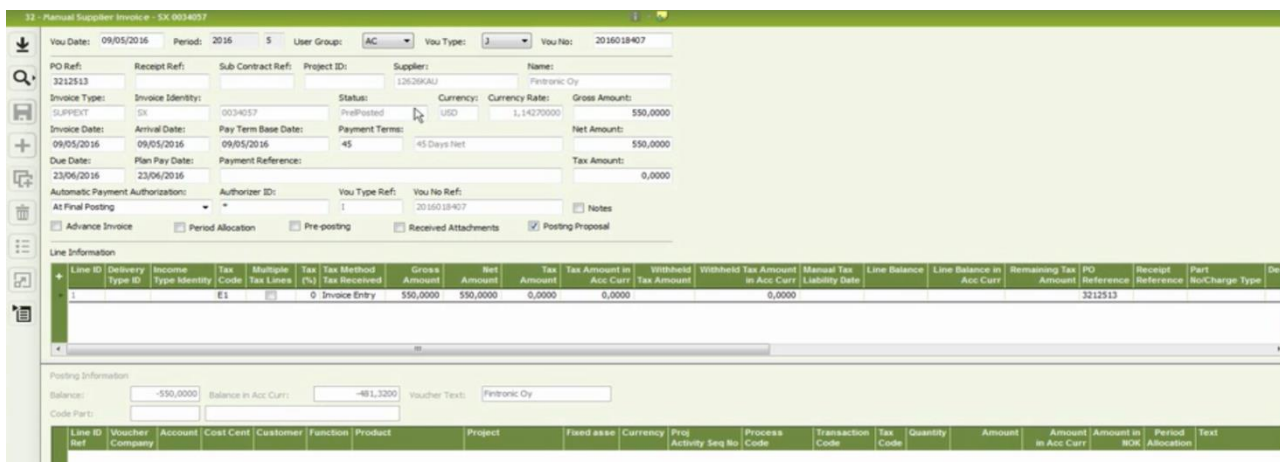 32 - Manual Supplier Invoice - SX 0034057
Vou Date: 09/05/2016 Period: 2016 5 User Group: AC Vou Type: J Vou No: 2016018407
PO Ref: Receipt Ref: Sub Contract Ref: Project ID: Supplier: Name:
3212513 12626KAU Fintronic Oy
Invoice Type: Invoice Identity: Status: Currency: Currency Rate: Gross Amount:
SUPPEXT SX 0034057 PrelPosted USD 1,14270000 550,0000
Invoice Date: Arrival Date: Pay Term Base Date: Payment Terms: Net Amount:
09/05/2016 09/05/2016 09/05/2016 45 45 Days Net 550,0000
Due Date: Plan Pay Date: Payment Reference: Tax Amount:
23/06/2016 23/06/2016 0,0000
Automatic Payment Authorization: Authorizer ID: Vou Type Ref: Vou No Ref:
At Final Posting * I 2016018407 Notes
Advance Invoice Period Allocation Pre-posting Received Attachments Posting Proposal
Line Information
Line ID Delivery Income Tax Multiple Tax Tax Method Gross Net Tax Tax Amount in Withheld Withheld Tax Amount Manual Tax Line Balance Line Balance in Remaining Tax PO Receipt Part De
Type ID Type Identity Code Tax Lines (%) Tax Received Amount Amount Amount Acc Curr Tax Amount in Acc Curr Liability Date Acc Curr Amount Reference Reference No/Charge Type
1 E1 0 Invoice Entry 550,0000 550,0000 0,0000 0,0000 0,0000 3212513
Posting Information
Balance: -550,0000 Balance in Acc Curr: -481,3200 Voucher Text: Fintronic Oy
Code Part:
Line ID Voucher Account Cost Cent Customer Function Product Project Fixed asse Currency Proj Process Transaction Tax Quantity Amount Amount Amount in Period Text
Ref Company Activity Seq No Code Code Code in Acc Curr NOK Allocation